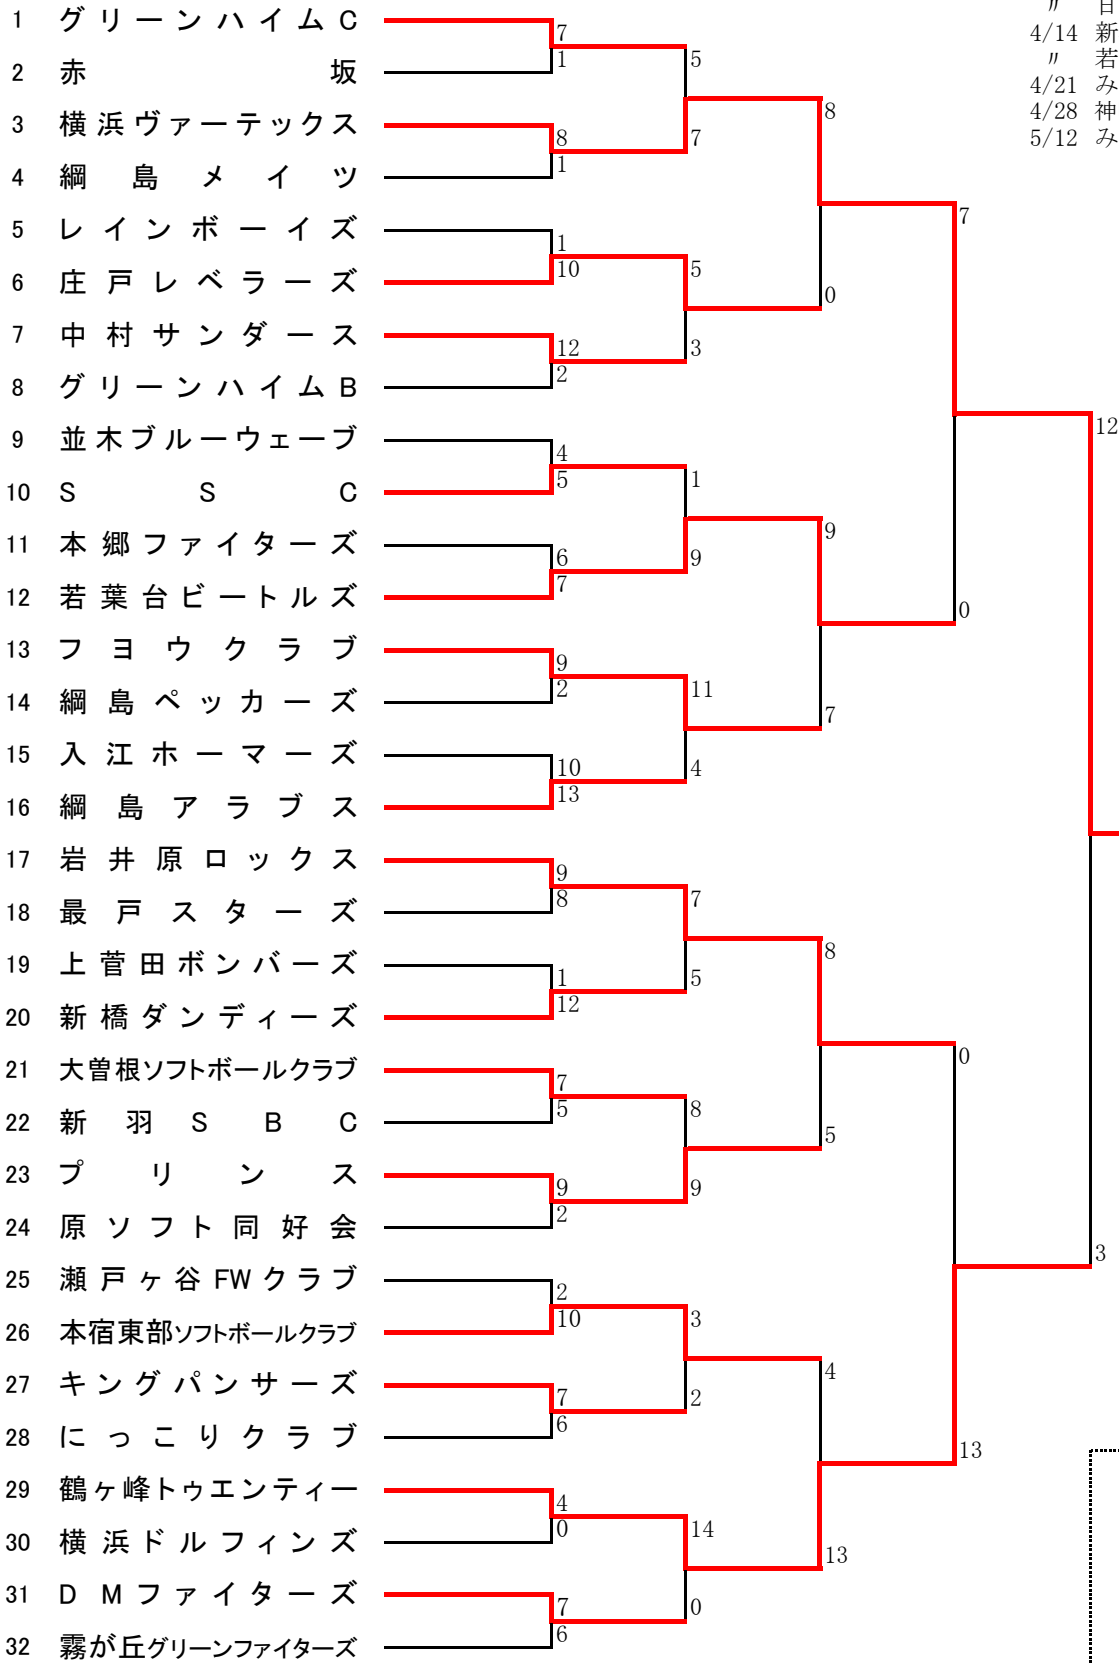 〃 日
4/14 新
〃 若
4/21 み
4/28 神
5/12 み
1 グリーンハイムC
7
1
2 赤坂
5
8
3 横浜ヴァーテックス
8
7
1
4 綱島メイツ
7
5 レインボーイズ
1
10
5
6 庄戸レベラーズ
0
7 中村サンダース
12
3
2
8 グリーンハイムB
12
9 並木ブルーウェーブ
4
5
1
10 SSC
9
11 本郷ファイターズ
6
9
7
12 若葉台ビートルズ
0
13 フヨウクラブ
9
2
11
14 綱島ペッカーズ
7
15 入江ホーマーズ
10
4
13
16 綱島アラブス
17 岩井原ロックス
9
8
7
18 最戸スターズ
8
19 上菅田ボンバーズ
1
5
12
20 新橋ダンディーズ
0
21 大曽根ソフトボールクラブ
7
5
8
22 新羽SBC
5
23 プリンス
9
9
2
24 原ソフト同好会
3
25 瀬戸ヶ谷FWクラブ
2
10
3
26 本宿東部ソフトボールクラブ
4
27 キングパンサーズ
7
2
6
28 にっこりクラブ
13
29 鶴ヶ峰トゥエンティー
4
0
14
30 横浜ドルフィンズ
13
31 DMファイターズ
7
0
6
32 霧が丘グリーンファイターズ